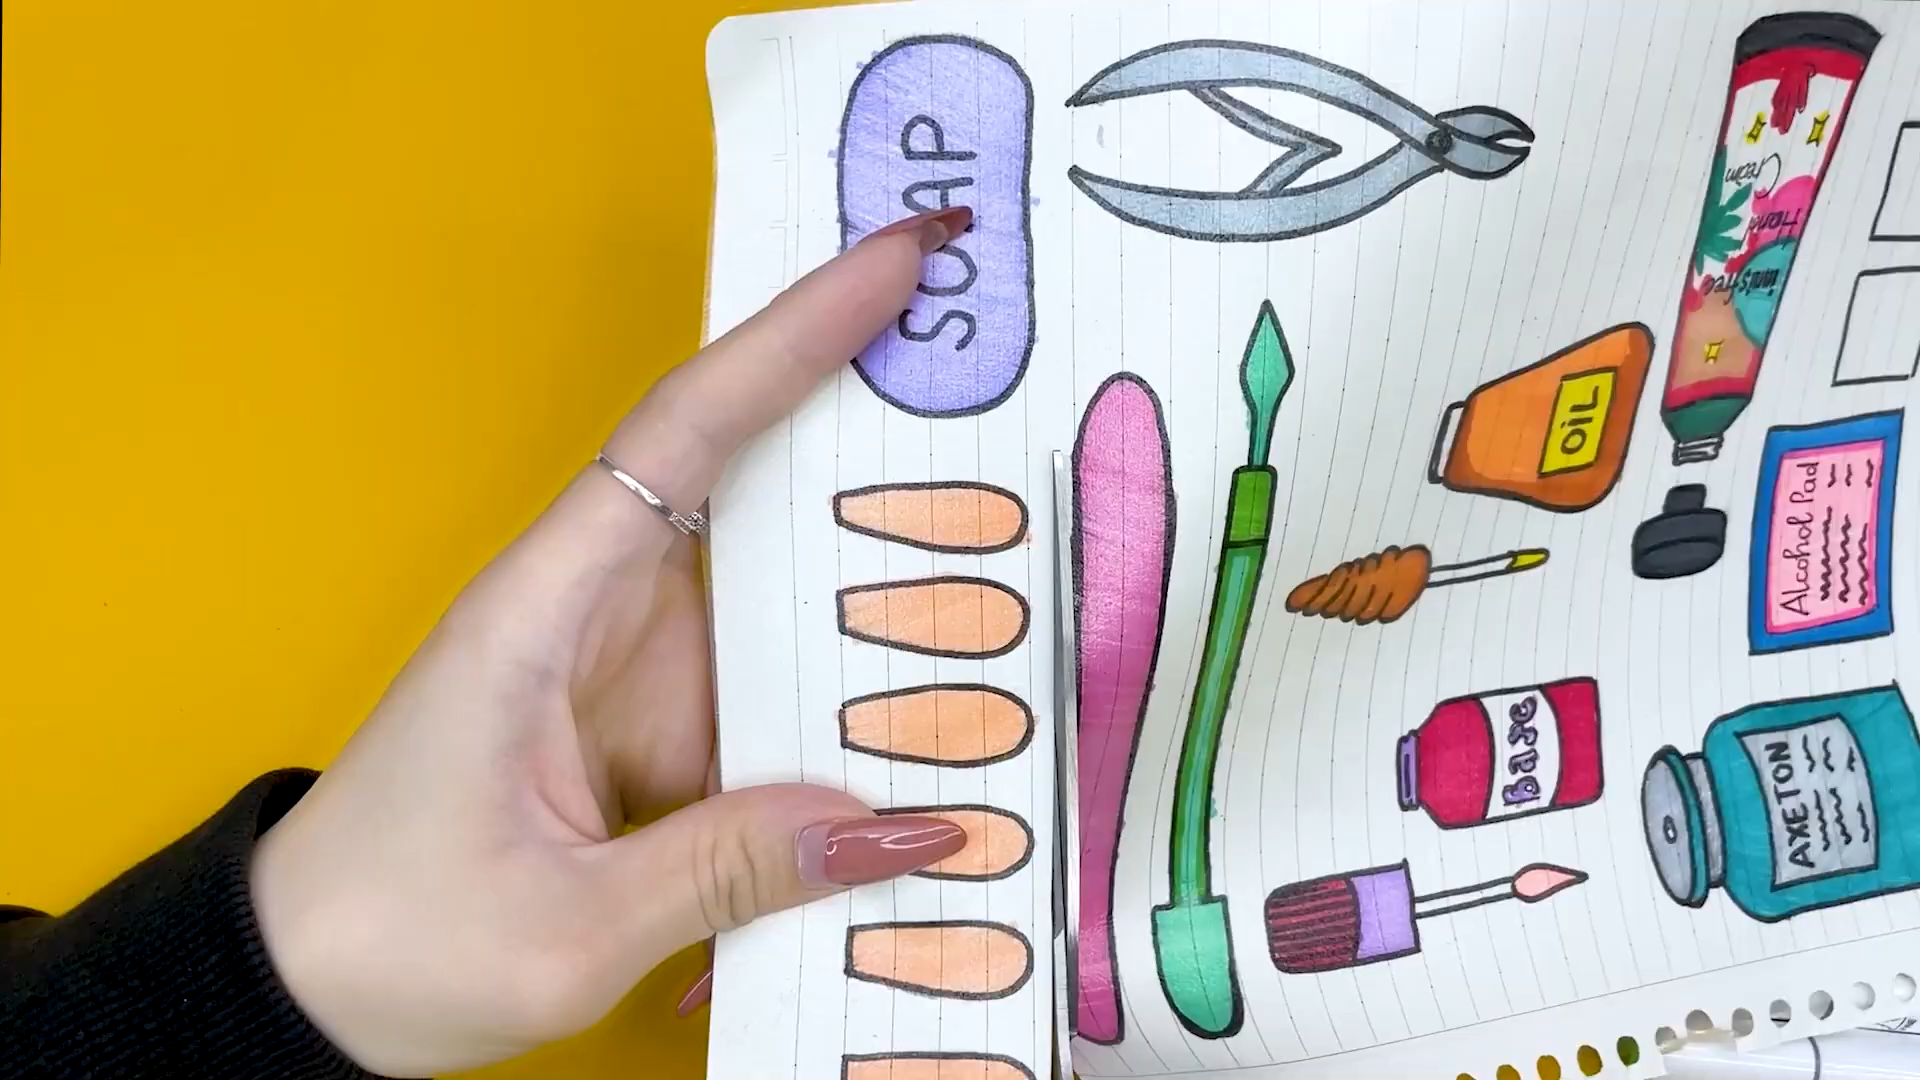 SOAP
innisfree
Hand
Cream
OiL
Alcohol Pad
base
AXETON